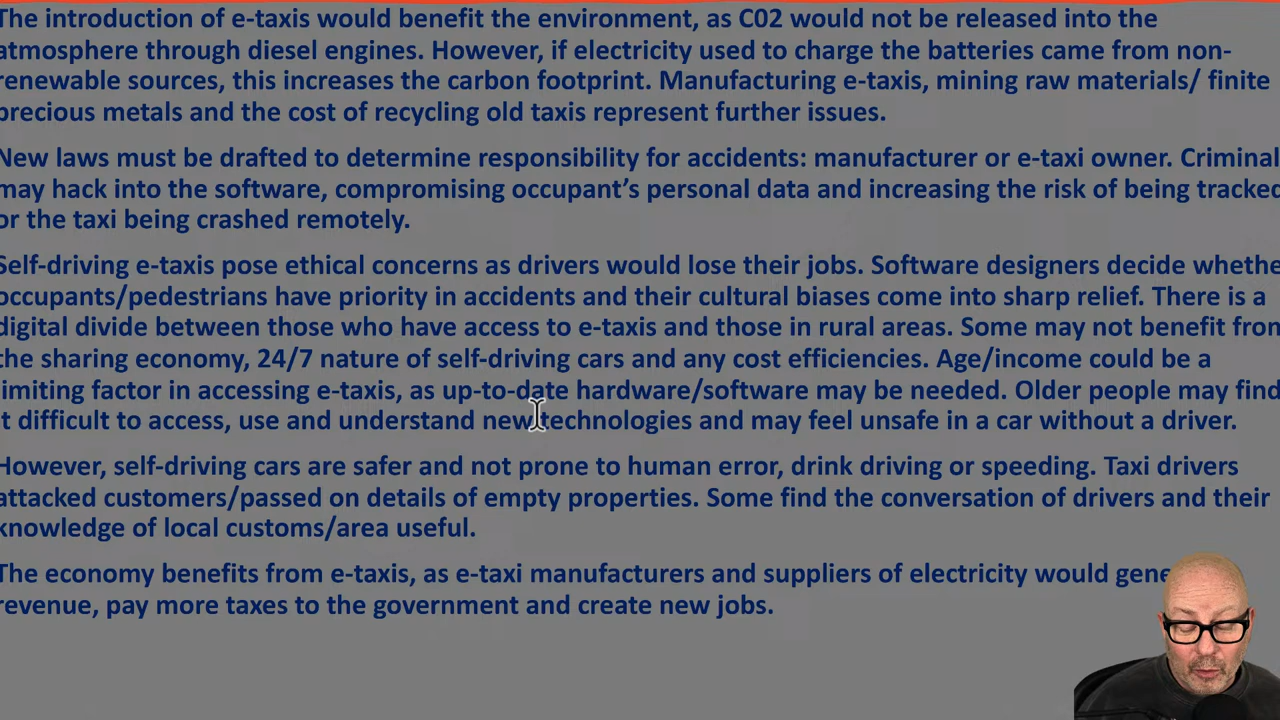 The introduction of e-taxis would benefit the environment, as C02 would not be released into the
atmosphere through diesel engines. However, if electricity used to charge the batteries came from non-
renewable sources, this increases the carbon footprint. Manufacturing e-taxis, mining raw materials/ finite
precious metals and the cost of recycling old taxis represent further issues.
New laws must be drafted to determine responsibility for accidents: manufacturer or e-taxi owner. Criminal
may hack into the software, compromising occupant’s personal data and increasing the risk of being tracked
or the taxi being crashed remotely.
Self-driving e-taxis pose ethical concerns as drivers would lose their jobs. Software designers decide whethe
occupants/pedestrians have priority in accidents and their cultural biases come into sharp relief. There is a
digital divide between those who have access to e-taxis and those in rural areas. Some may not benefit from
the sharing economy, 24/7 nature of self-driving cars and any cost efficiencies. Age/income could be a
limiting factor in accessing e-taxis, as up-to-date hardware/software may be needed. Older people may find
it difficult to access, use and understand new technologies and may feel unsafe in a car without a driver.
However, self-driving cars are safer and not prone to human error, drink driving or speeding. Taxi drivers
attacked customers/passed on details of empty properties. Some find the conversation of drivers and their
knowledge of local customs/area useful.
The economy benefits from e-taxis, as e-taxi manufacturers and suppliers of electricity would gene
revenue, pay more taxes to the government and create new jobs.